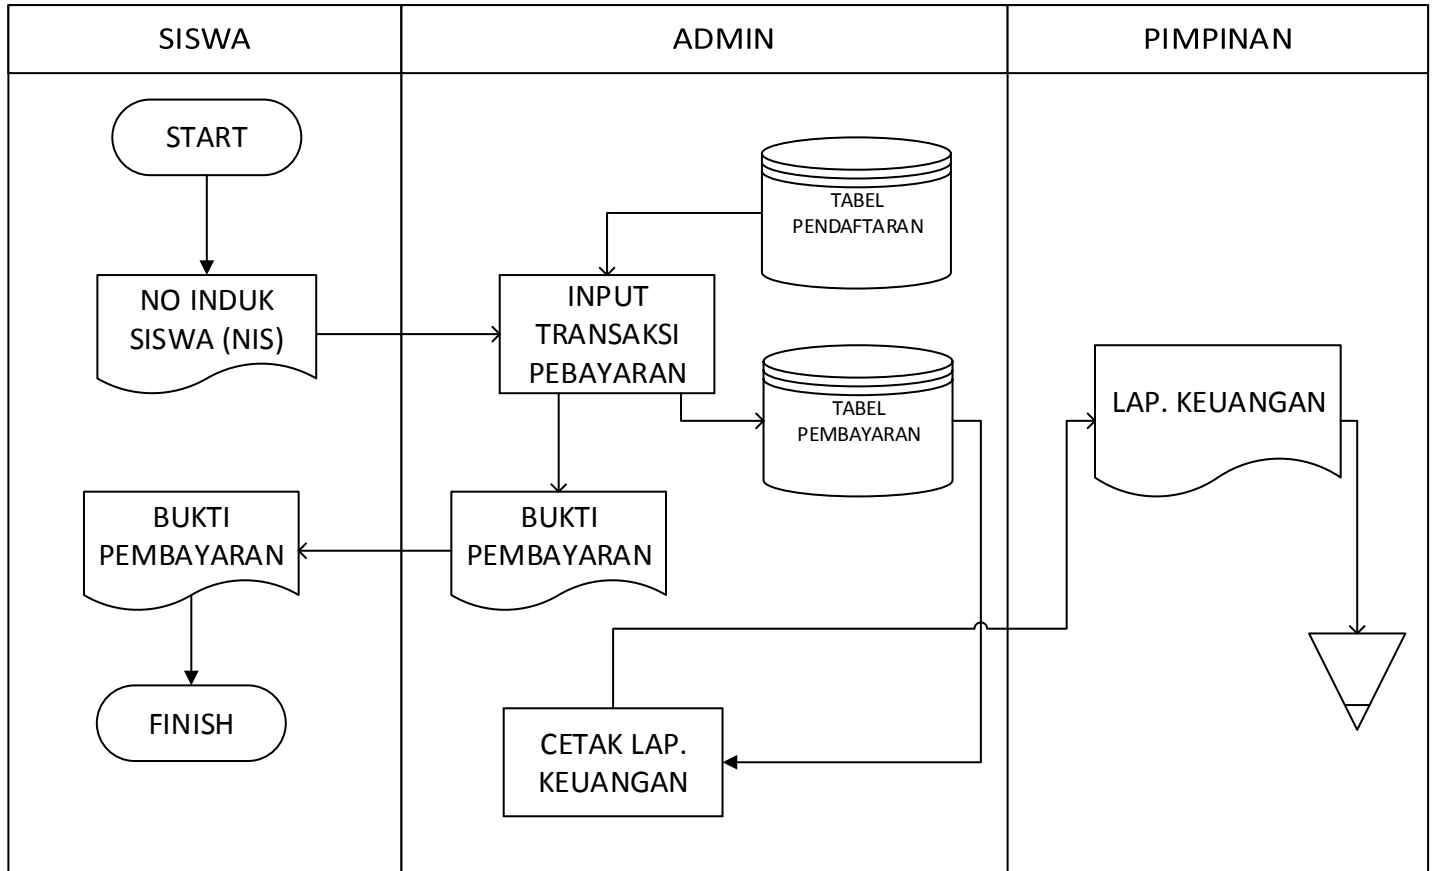 SISWA
ADMIN
PIMPINAN
START
TABEL
PENDAFTARAN
NO INDUK
SISWA (NIS)
INPUT
TRANSAKSI
PEBAYARAN
TABEL
PEMBAYARAN
LAP. KEUANGAN
BUKTI
PEMBAYARAN
BUKTI
PEMBAYARAN
FINISH
CETAK LAP.
KEUANGAN